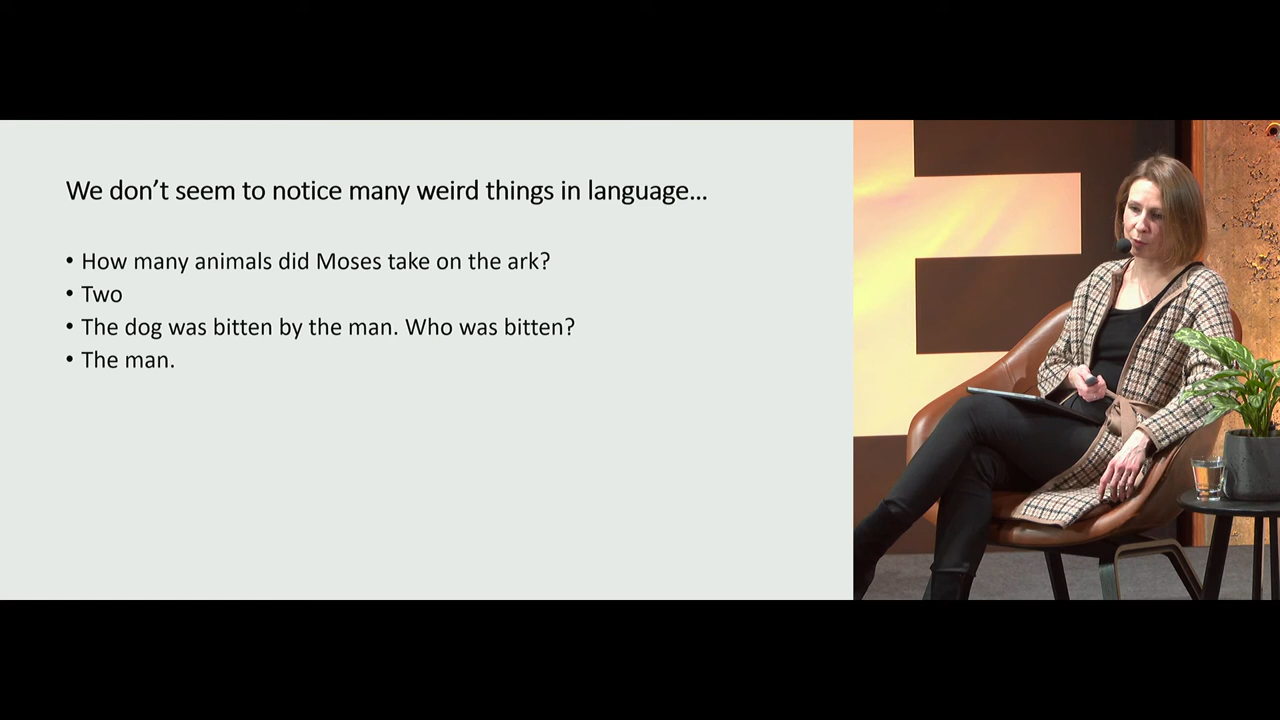 We don’t seem to notice many weird things in language…
• How many animals did Moses take on the ark?
• Two
• The dog was bitten by the man. Who was bitten?
• The man.